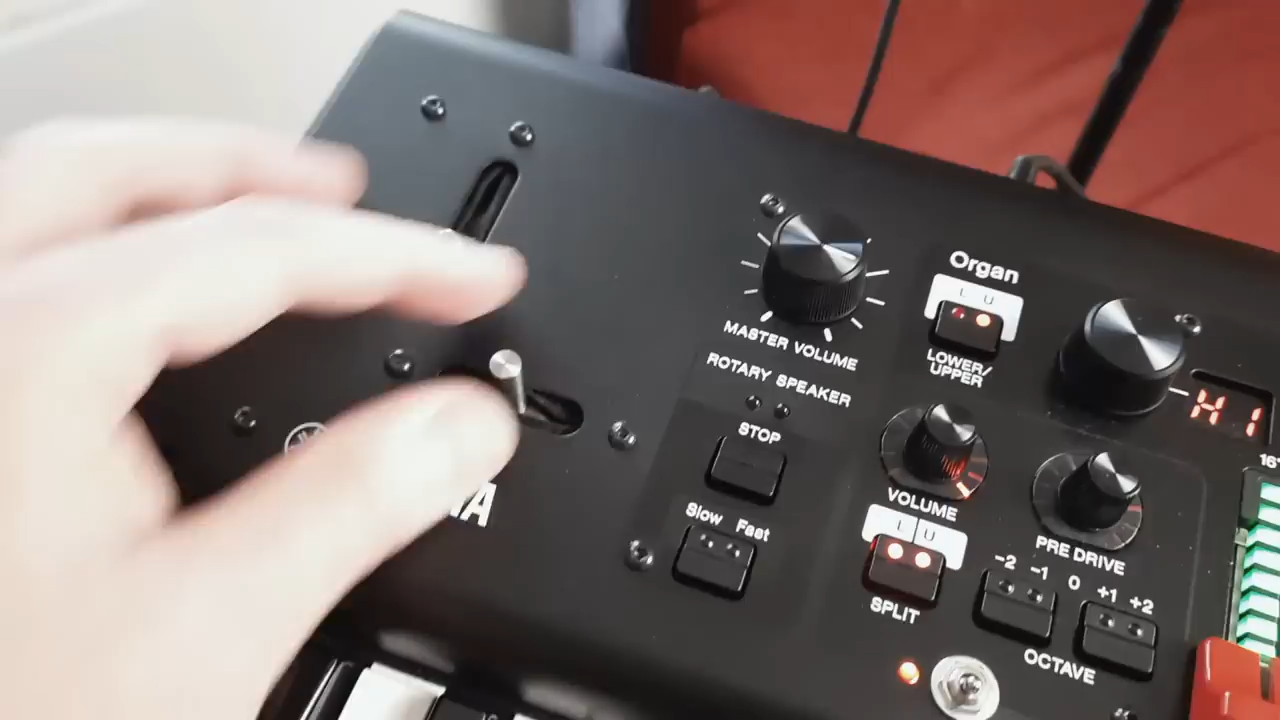 Organ
L U
LOWER/
UPPER
MASTER VOLUME
ROTARY SPEAKER
STOP
Slow Fast
VOLUME
L U
SPLIT
H1
PRE DRIVE
-2 -1 0 +1 +2
OCTAVE